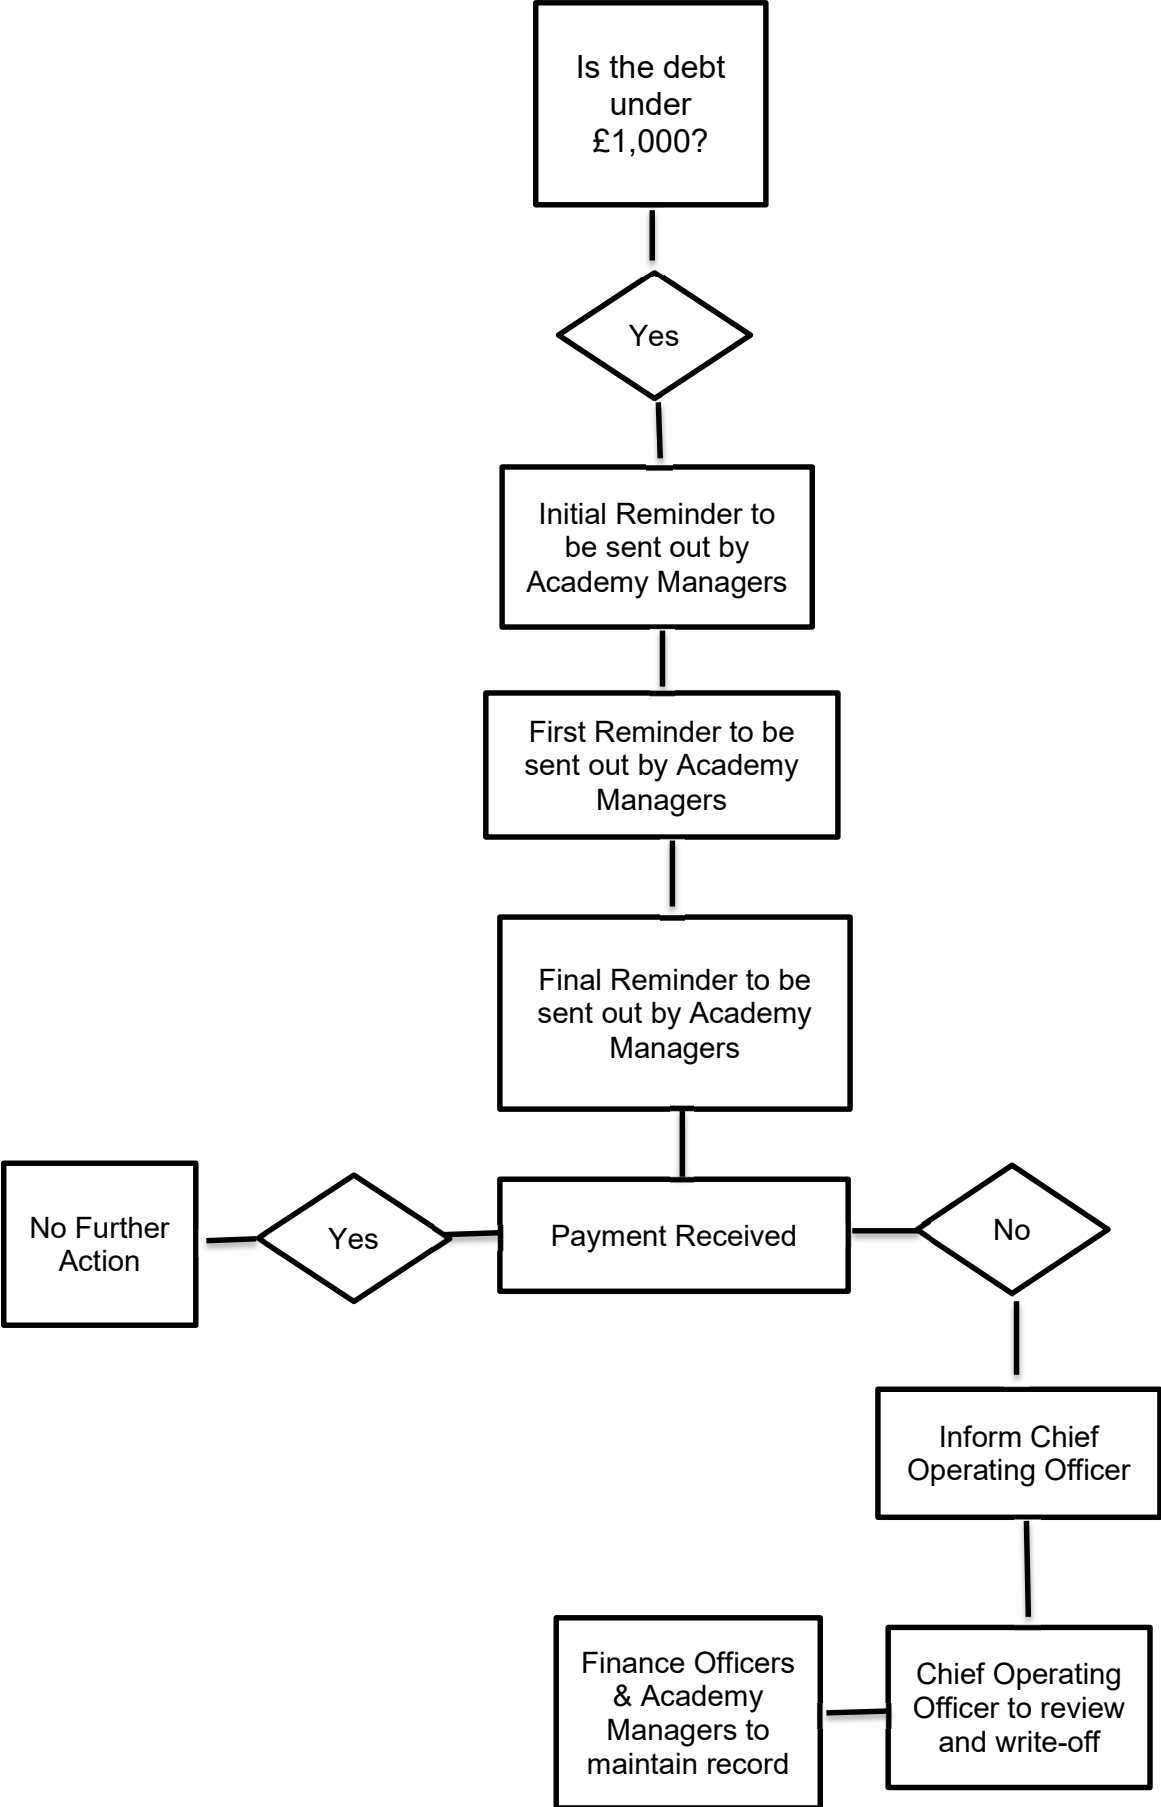 Is the debt
under
£1,000?
Yes
Initial Reminder to
be sent out by
Academy Managers
First Reminder to be
sent out by Academy
Managers
Final Reminder to be
sent out by Academy
Managers
No Further
Action
Yes
Payment Received
No
Inform Chief
Operating Officer
Finance Officers
& Academy
Managers to
maintain record
Chief Operating
Officer to review
and write-off